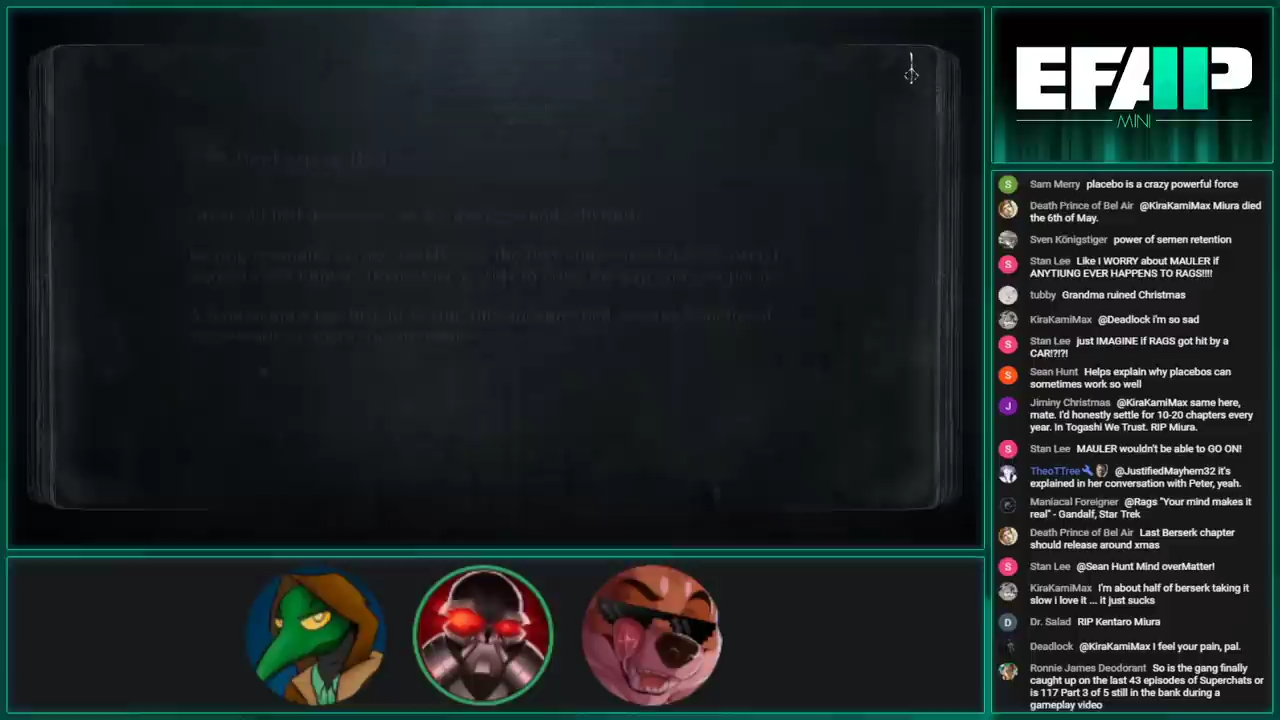 EFAP
MINI
Sam Merry placebo is a crazy powerful force
Death Prince of Bel Air @KiraKamiMax Miura died
the 6th of May.
Sven Königstiger power of semen retention
Stan Lee Like I WORRY about MAULER if
ANYTIUNG EVER HAPPENS TO RAGS!!!!
tubby Grandma ruined Christmas
KiraKamiMax @Deadlock i'm so sad
Stan Lee just IMAGINE if RAGS got hit by a
CAR!?!?!
Sean Hunt Helps explain why placebos can
sometimes work so well
Jiminy Christmas @KiraKamiMax same here,
mate. I'd honestly settle for 10-20 chapters every
year. In Togashi We Trust. RIP Miura.
Stan Lee MAULER wouldn't be able to GO ON!
TheoTTree @JustifiedMayhem32 it's
explained in her conversation with Peter, yeah.
Maniacal Foreigner @Rags "Your mind makes it
real" - Gandalf, Star Trek
Death Prince of Bel Air Last Berserk chapter
should release around xmas
Stan Lee @Sean Hunt Mind overMatter!
KiraKamiMax I'm about half of berserk taking it
slow i love it ... it just sucks
Dr. Salad RIP Kentaro Miura
Deadlock @KiraKamiMax I feel your pain, pal.
Ronnie James Deodorant So is the gang finally
caught up on the last 43 episodes of Superchats or
is 117 Part 3 of 5 still in the bank during a
gameplay video